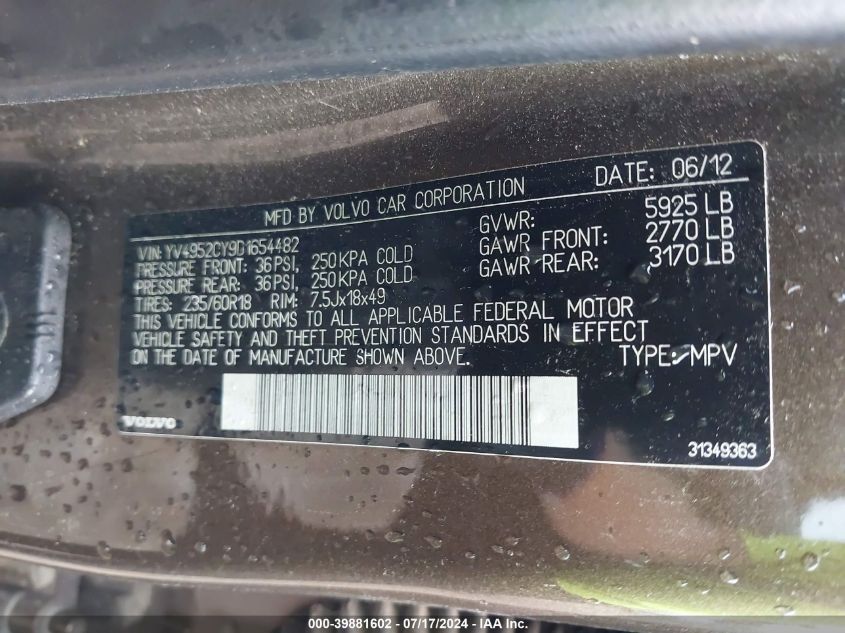 MFD BY VOLVO CAR CORPORATION DATE: 06/12
VIN: YV4952CY9D1654482 GVWR: 5925 LB
PRESSURE FRONT: 36PSI, 250KPA COLD GAWR FRONT: 2770 LB
PRESSURE REAR: 36PSI, 250 KPA COLD GAWR REAR: 3170 LB
TIRES: 235/60R18 RIM: 7.5Jx18x49
THIS VEHICLE CONFORMS TO ALL APPLICABLE FEDERAL MOTOR
VEHICLE SAFETY AND THEFT PREVENTION STANDARDS IN EFFECT
ON THE DATE OF MANUFACTURE SHOWN ABOVE. TYPE: MPV
VOLVO 31349363
000-39881602 - 07/17/2024 - IAA Inc.